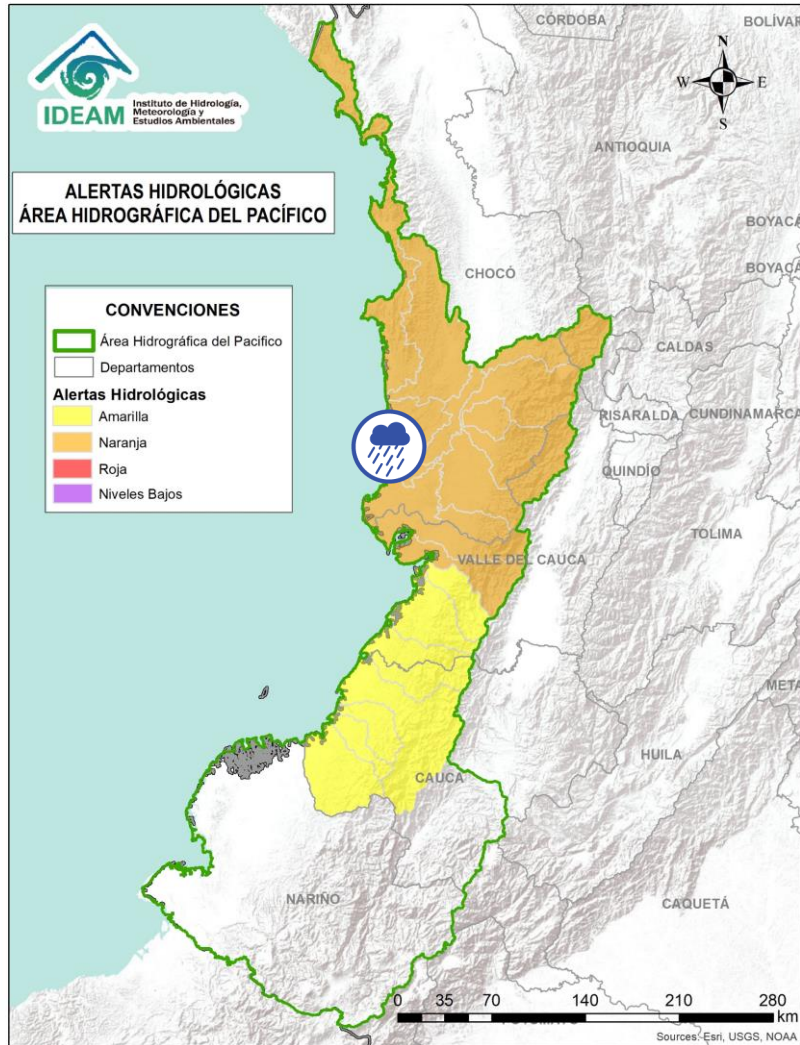 CÓRDOBA
BOLÍVAR
N
W E
S
IDEAM
Instituto de Hidrología,
Meteorología y
Estudios Ambientales
ANTIOQUIA
ALERTAS HIDROLÓGICAS
ÁREA HIDROGRÁFICA DEL PACÍFICO
BOYACÁ
CHOCÓ
BOYACÁ
CONVENCIONES
Área Hidrográfica del Pacifico
Departamentos
Alertas Hidrológicas
Amarilla
Naranja
Roja
Niveles Bajos
CALDAS
RISARALDA
CUNDINAMARCA
QUINDÍO
TOLIMA
VALLE DEL CAUCA
META
HUILA
CAUCA
NARIÑO
CAQUETÁ
0 35 70 140 210 280
km
Sources: Esri, USGS, NOAA